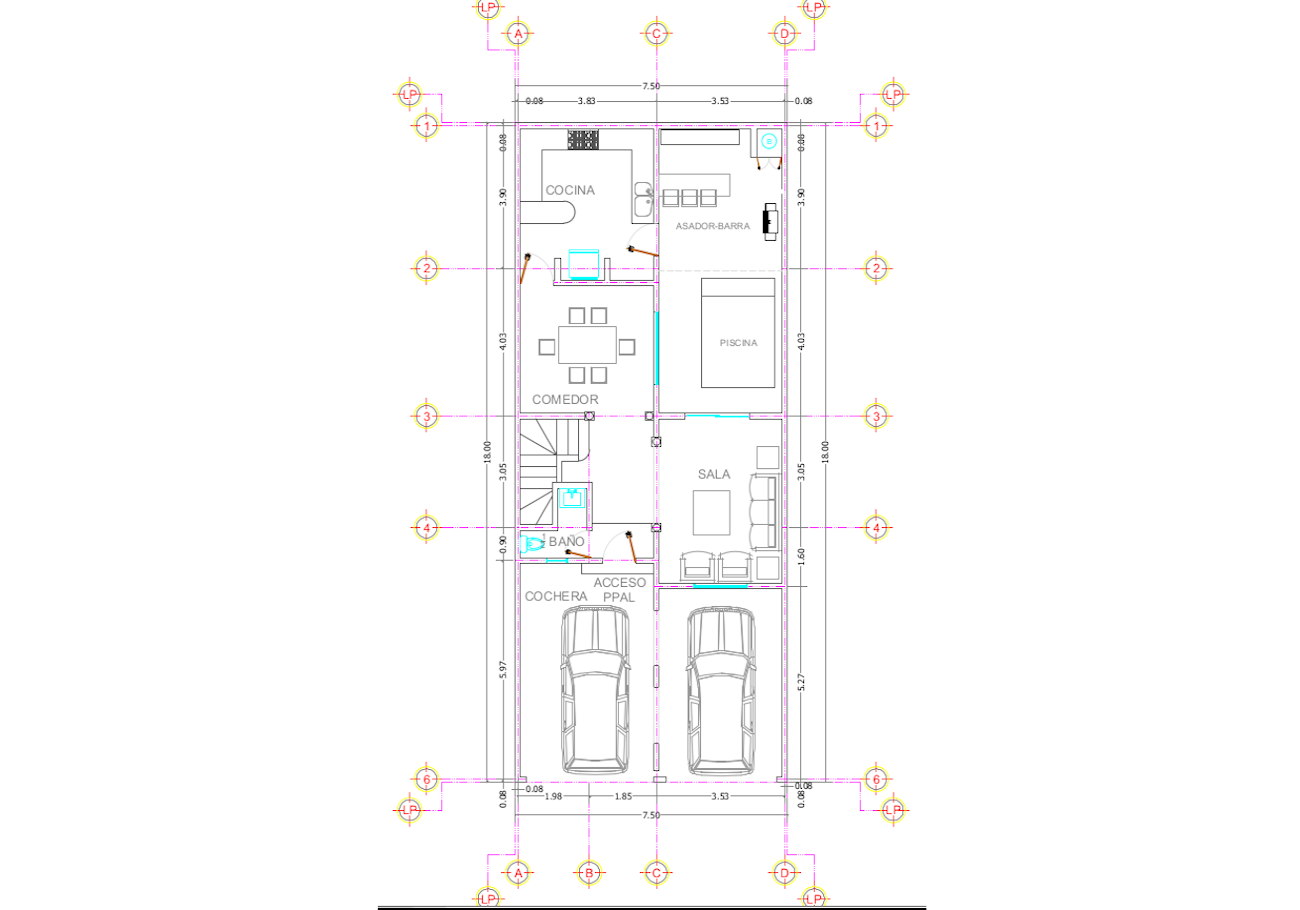 LP
LP
A
C
D
7.50
0.08
3.83
3.53
0.08
LP
LP
1
1
0.08
0.08
3.90
3.90
COCINA
ASADOR-BARRA
2
2
4.03
4.03
PISCINA
COMEDOR
3
3
18.00
18.00
3.05
3.05
SALA
4
4
0.90
BAÑO
1.60
ACCESO
PPAL
COCHERA
5.97
5.27
6
6
0.08
0.08
0.08
0.08
1.98
1.85
3.53
LP
LP
7.50
A
B
C
D
LP
LP